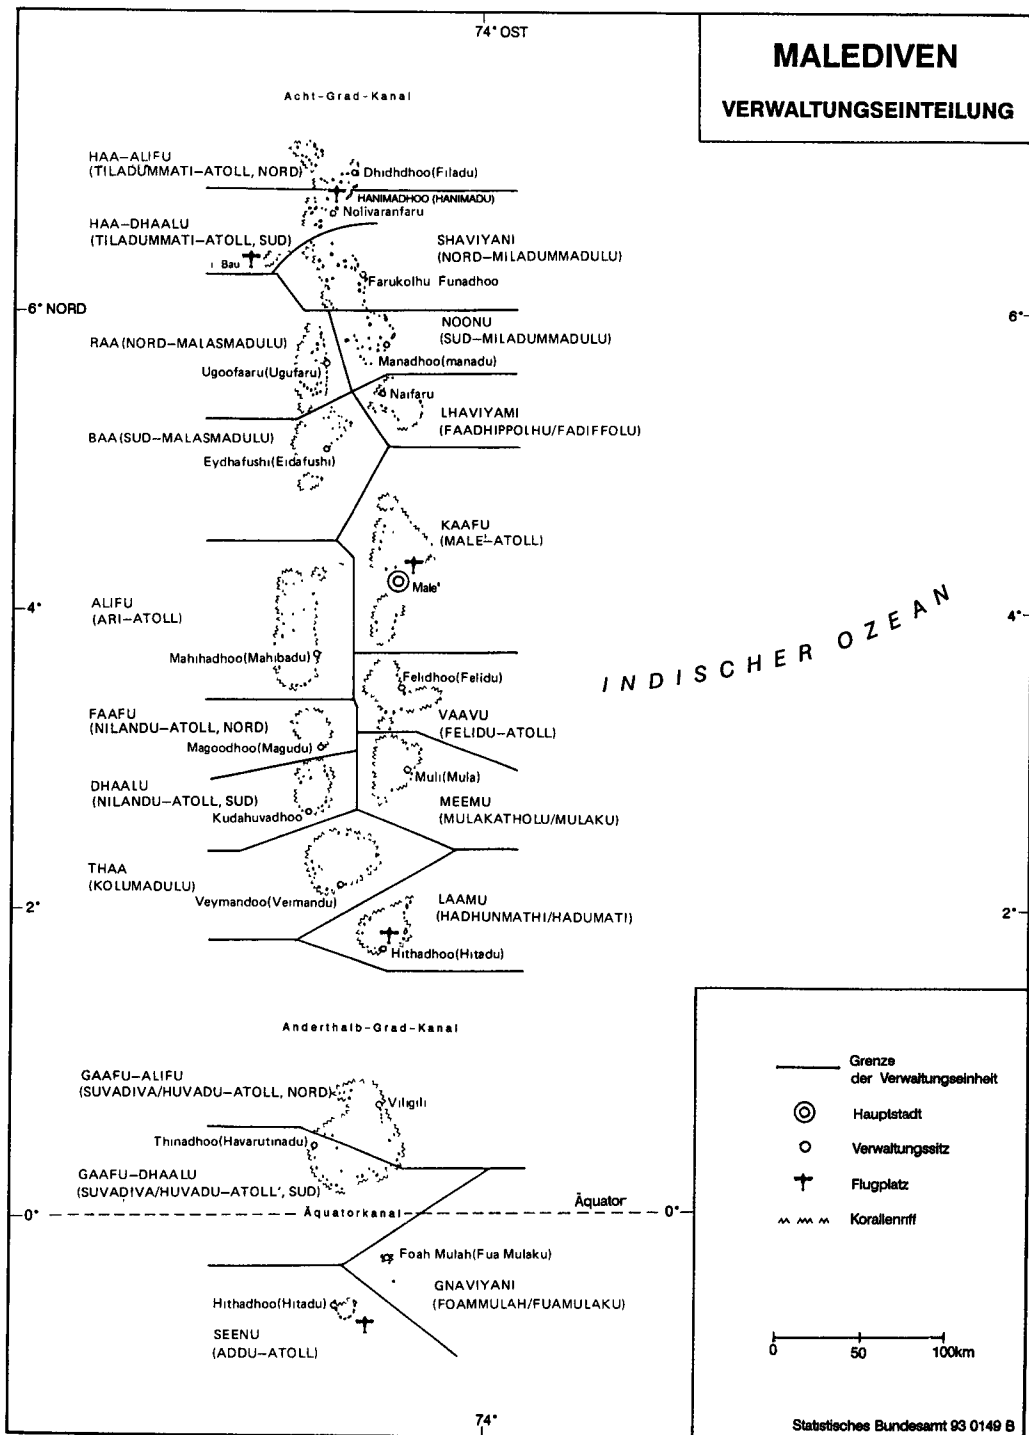 74° OST
MALEDIVEN
VERWALTUNGSEINTEILUNG
Acht-Grad-Kanal
HAA-ALIFU
(TILADUMMATI-ATOLL, NORD)
Dhidhdhoo(Filadu)
HANIMADHOO (HANIMADU)
Nolivaranfaru
HAA-DHAALU
(TILADUMMATI-ATOLL, SUD)
Bau
SHAVIYANI
(NORD-MILADUMMADULU)
Farukolhu Funadhoo
6° NORD
6°
NOONU
(SUD-MILADUMMADULU)
Manadhoo(manadu)
RAA (NORD-MALASMADULU)
Ugoofaaru(Ugufaru)
Naifaru
LHAVIYAMI
(FAADHIPPOLHU/FADIFFOLU)
BAA (SUD-MALASMADULU)
Eydhafushi(Eidafushi)
KAAFU
(MALE'-ATOLL)
Male'
ALIFU
(ARI-ATOLL)
4°
4°
INDISCHER OZEAN
Mahihadhoo(Mahibadu)
Felidhoo(Felidu)
FAAFU
(NILANDU-ATOLL, NORD)
Magoodhoo(Magudu)
VAAVU
(FELIDU-ATOLL)
Muli(Mula)
DHAALU
(NILANDU-ATOLL, SUD)
Kudahuvadhoo
MEEMU
(MULAKATHOLU/MULAKU)
THAA
(KOLUMADULU)
Veymandoo(Veimandu)
LAAMU
(HADHUNMATHI/HADUMATI)
2°
2°
Hithadhoo(Hitadu)
Anderthalb-Grad-Kanal
GAAFU-ALIFU
(SUVADIVA/HUVADU-ATOLL, NORD)
Viligili
Thinadhoo(Havarutinadu)
GAAFU-DHAALU
(SUVADIVA/HUVADU-ATOLL', SUD)
0°
Äquatorkanal
Äquator
0°
Foah Mulah(Fua Mulaku)
GNAVIYANI
(FOAMMULAH/FUAMULAKU)
Hithadhoo(Hitadu)
SEENU
(ADDU-ATOLL)
74°
Grenze
der Verwaltungseinheit
Hauptstadt
Verwaltungssitz
Flugplatz
Korallenriff
0 50 100km
Statistisches Bundesamt 93 0149 B